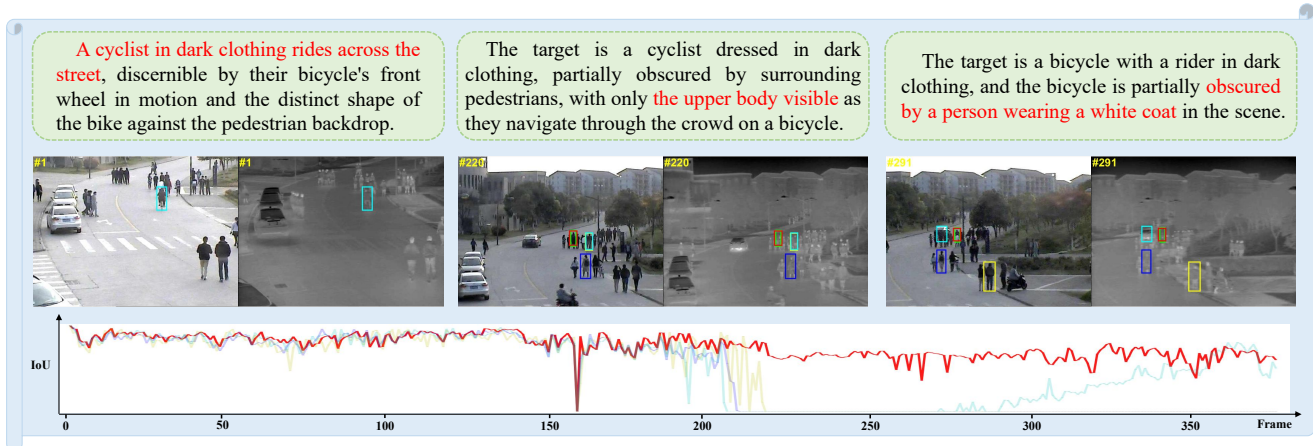 A cyclist in dark clothing rides across the
street, discernible by their bicycle's front
wheel in motion and the distinct shape of
the bike against the pedestrian backdrop.
The target is a cyclist dressed in dark
clothing, partially obscured by surrounding
pedestrians, with only the upper body visible as
they navigate through the crowd on a bicycle.
The target is a bicycle with a rider in dark
clothing, and the bicycle is partially obscured
by a person wearing a white coat in the scene.
#1
#1
#220
#220
#291
#291
IoU
0 50 100 150 200 250 300 350 Frame